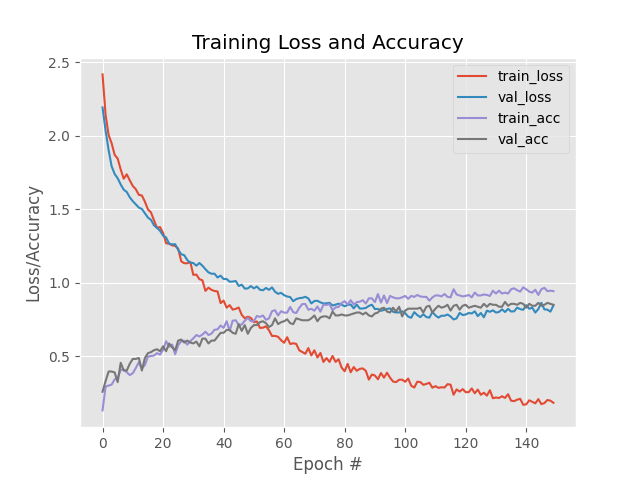 Training Loss and Accuracy
train_loss
val_loss
train_acc
val_acc
Loss/Accuracy
2.5
2.0
1.5
1.0
0.5
0 20 40 60 80 100 120 140
Epoch #